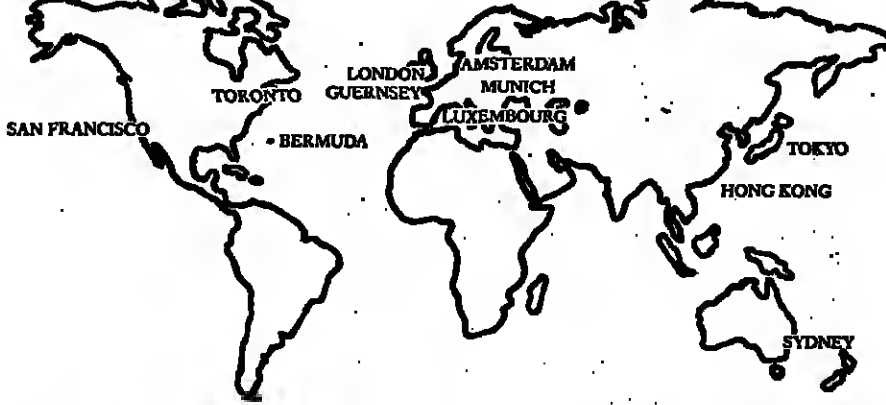 AMSTERDAM
LONDON
MUNICH
GUERNSEY
TORONTO
LUXEMBOURG
SAN FRANCISCO
BERMUDA
TOKYO
HONG KONG
SYDNEY